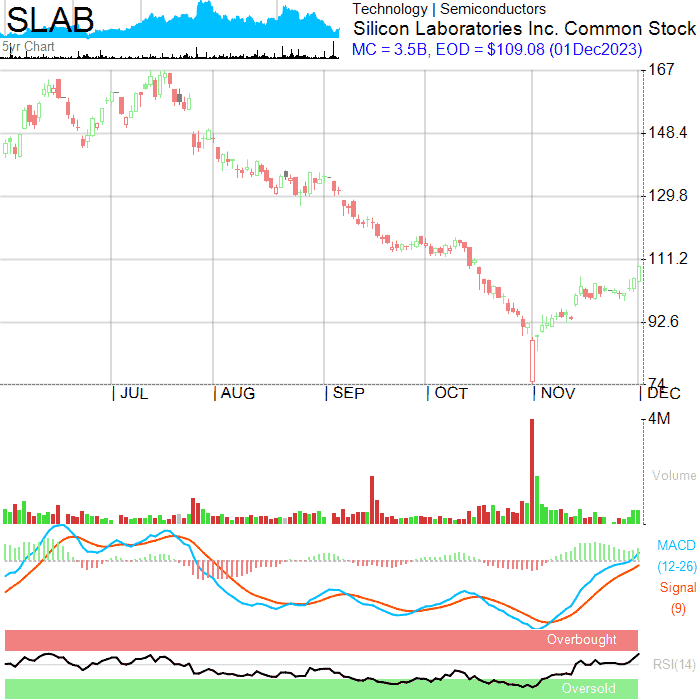 SLAB
5yr Chart
Technology | Semiconductors
Silicon Laboratories Inc. Common Stock
MC = 3.5B, EOD = $109.08 (01Dec2023)
167
148.4
129.8
111.2
92.6
74
JUL
AUG
SEP
OCT
NOV
DEC
4M
Volume
MACD
(12-26)
Signal
(9)
Overbought
RSI(14)
Oversold